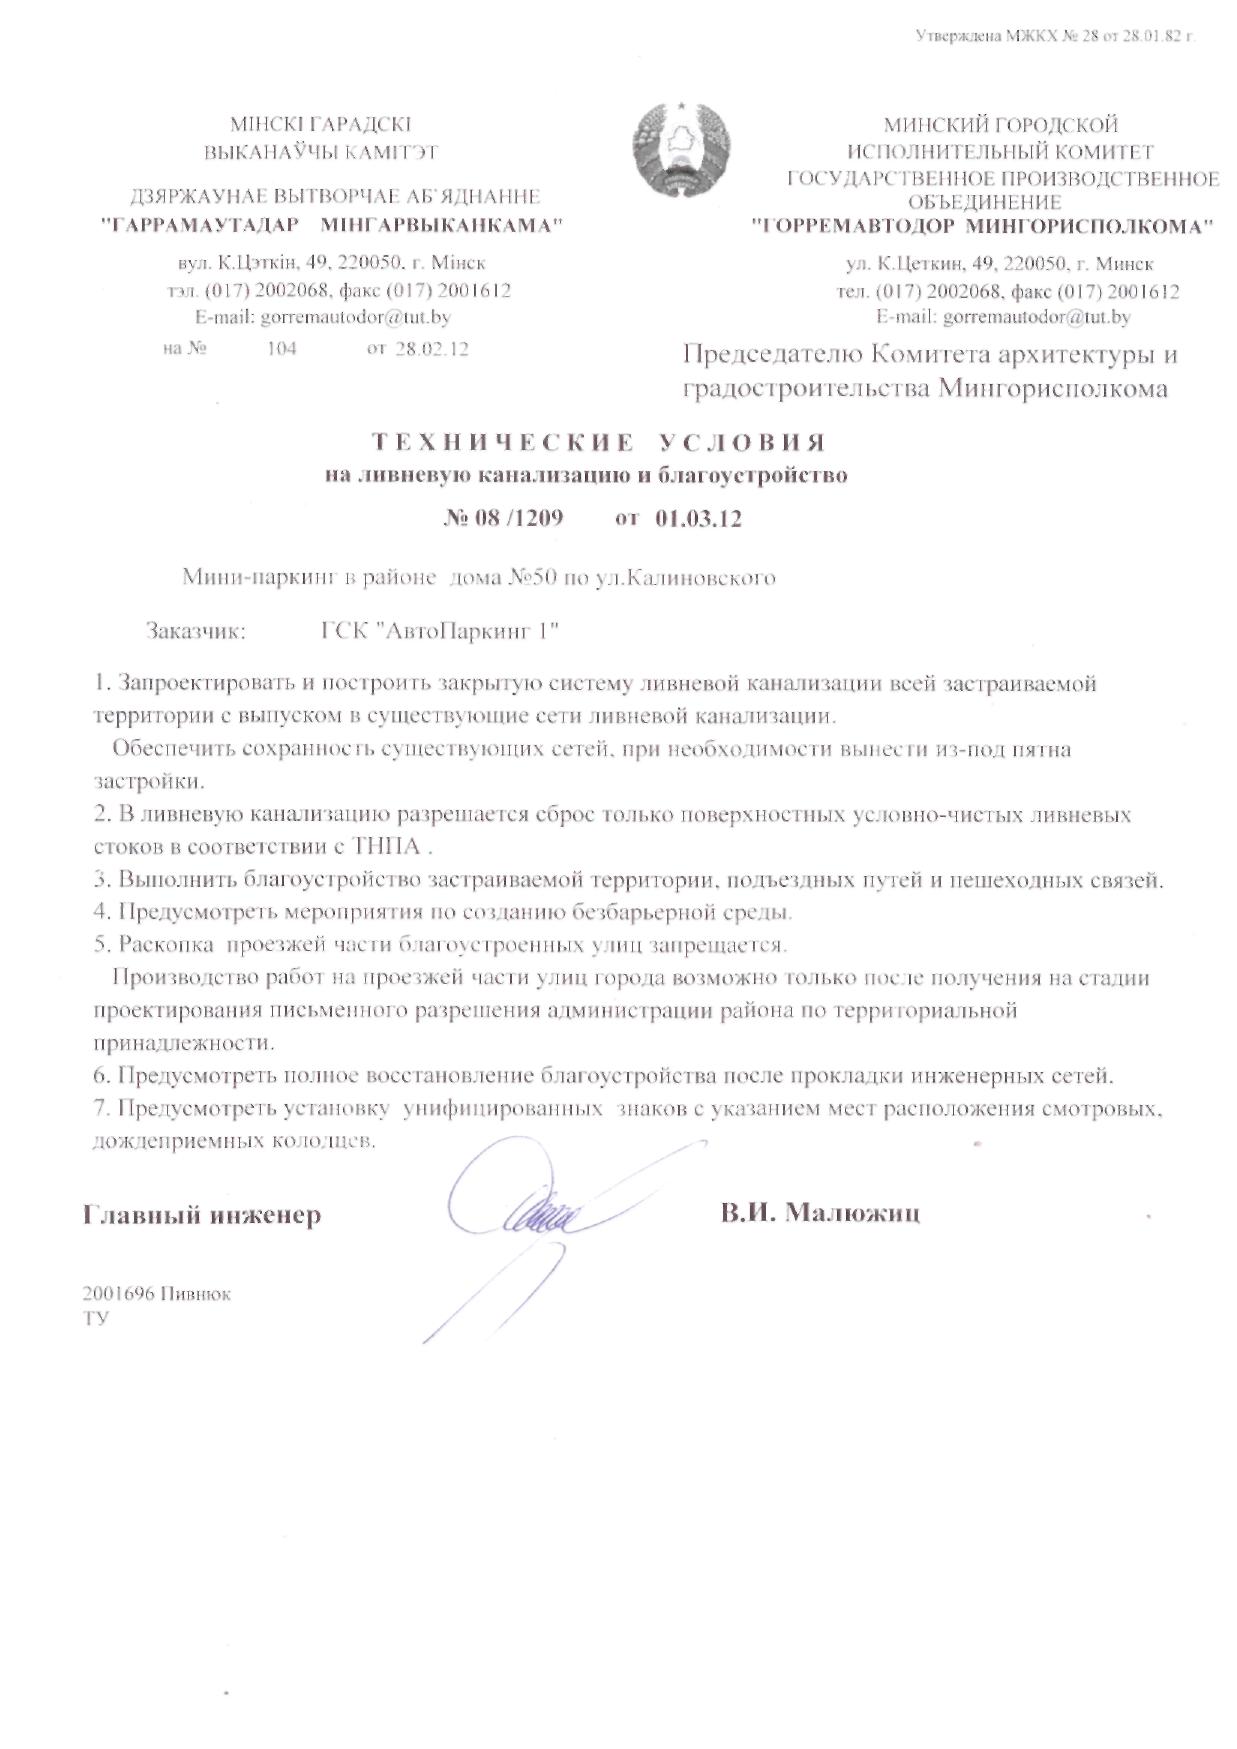 Утверждена МЖКХ № 28 от 28.01.82 г.
МІНСКІ ГАРАДСКІ
ВЫКАНАЎЧЫ КАМІТЭТ
ДЗЯРЖАУНАЕ ВЫТВОРЧАЕ АБ`ЯДНАННЕ
"ГАРРАМАУТАДАР МІНГАРВЫКАНКАМА"
вул. К.Цэткін, 49, 220050, г. Мінск
тэл. (017) 2002068, факс (017) 2001612
E-mail: gorremautodor@tut.by
на № 104 от 28.02.12
МИНСКИЙ ГОРОДСКОЙ
ИСПОЛНИТЕЛЬНЫЙ КОМИТЕТ
ГОСУДАРСТВЕННОЕ ПРОИЗВОДСТВЕННОЕ
ОБЪЕДИНЕНИЕ
"ГОРРЕМАВТОДОР МИНГОРИСПОЛКОМА"
ул. К.Цеткин, 49, 220050, г. Минск
тел. (017) 2002068, факс (017) 2001612
E-mail: gorremautodor@tut.by
Председателю Комитета архитектуры и
градостроительства Мингорисполкома
ТЕХНИЧЕСКИЕ УСЛОВИЯ
на ливневую канализацию и благоустройство
№ 08 /1209 от 01.03.12
Мини-паркинг в районе дома №50 по ул.Калиновского
Заказчик: ГСК "АвтоПаркинг 1"
1. Запроектировать и построить закрытую систему ливневой канализации всей застраиваемой
территории с выпуском в существующие сети ливневой канализации.
Обеспечить сохранность существующих сетей, при необходимости вынести из-под пятна
застройки.
2. В ливневую канализацию разрешается сброс только поверхностных условно-чистых ливневых
стоков в соответствии с ТНПА .
3. Выполнить благоустройство застраиваемой территории, подъездных путей и пешеходных связей.
4. Предусмотреть мероприятия по созданию безбарьерной среды.
5. Раскопка проезжей части благоустроенных улиц запрещается.
Производство работ на проезжей части улиц города возможно только после получения на стадии
проектирования письменного разрешения администрации района по территориальной
принадлежности.
6. Предусмотреть полное восстановление благоустройства после прокладки инженерных сетей.
7. Предусмотреть установку унифицированных знаков с указанием мест расположения смотровых,
дождеприемных колодцев.
Главный инженер В.И. Малюжиц
2001696 Пивнюк
ТУ